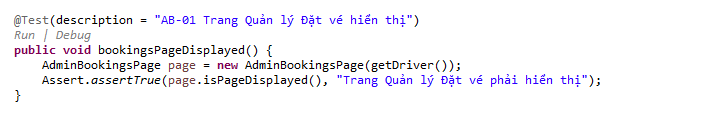 @Test(description = "AB-01 Trang Quản lý Đặt vé hiển thị")
Run | Debug
public void bookingsPageDisplayed() {
    AdminBookingsPage page = new AdminBookingsPage(getDriver());
    Assert.assertTrue(page.isPageDisplayed(), "Trang Quản lý Đặt vé phải hiển thị");
}